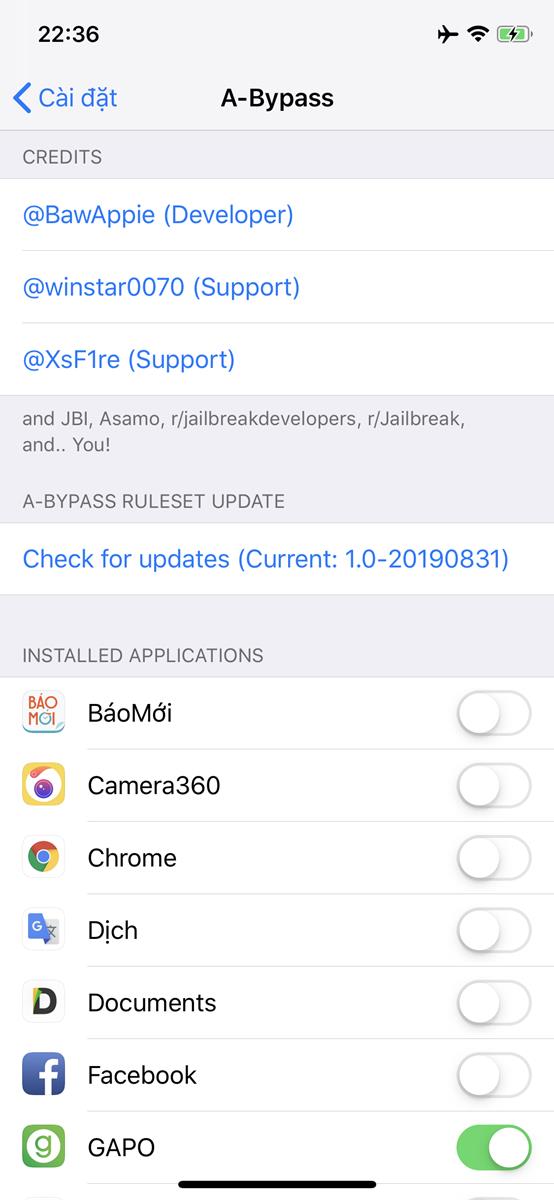 22:36
Cài đặt
A-Bypass
CREDITS
@BawAppie (Developer)
@winstar0070 (Support)
@XsF1re (Support)
and JBI, Asamo, r/jailbreakdevelopers, r/Jailbreak,
and.. You!
A-BYPASS RULESET UPDATE
Check for updates (Current: 1.0-20190831)
INSTALLED APPLICATIONS
BÁO
MỚI
BáoMới
Camera360
Chrome
G 文
Dịch
D
Documents
f
Facebook
g
GAPO